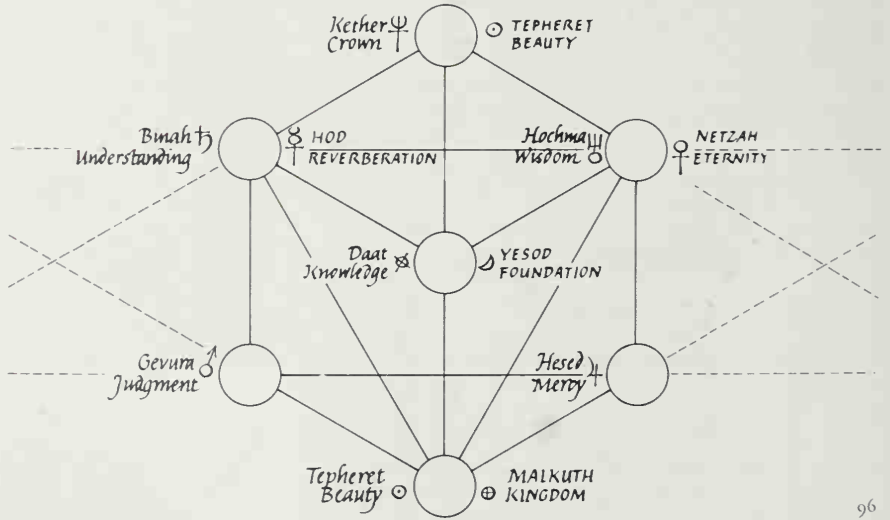 Kether
Crown
TEPHERET
BEAUTY
Binah
Understanding
HOD
REVERBERATION
Hochma
Wisdom
NETZAH
ETERNITY
Daat
Knowledge
YESOD
FOUNDATION
Gevura
Judgment
Hesed
Mercy
Tepheret
Beauty
MALKUTH
KINGDOM
96